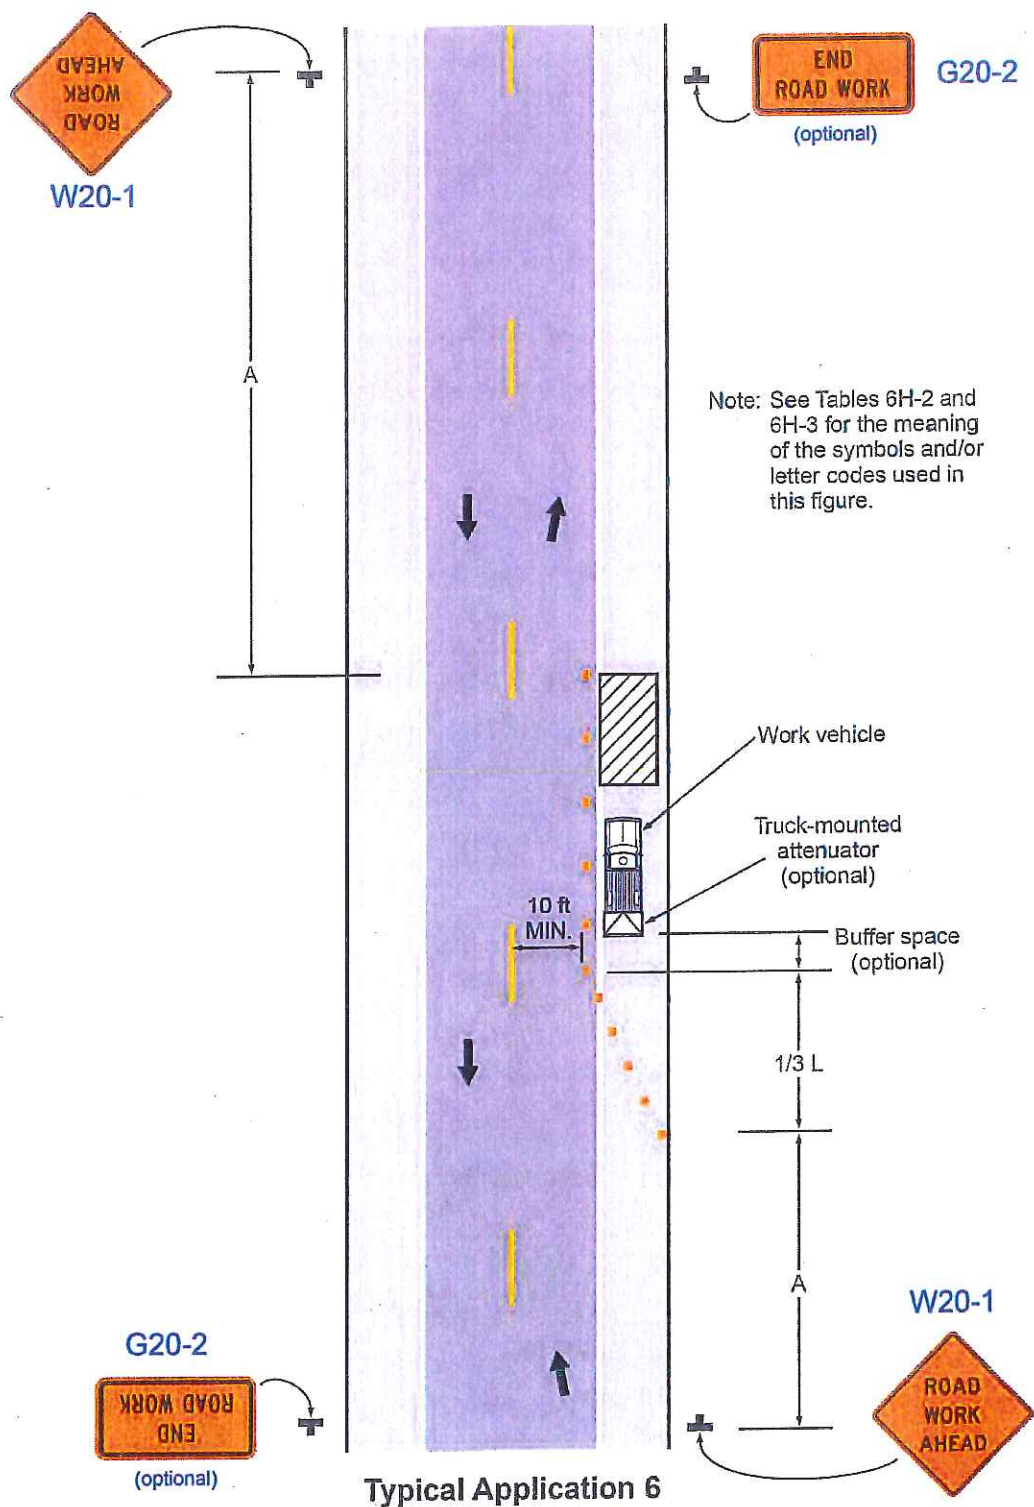 ROAD
WORK
AHEAD
W20-1
END
ROAD WORK
G20-2
(optional)
A
Note: See Tables 6H-2 and
6H-3 for the meaning
of the symbols and/or
letter codes used in
this figure.
Work vehicle
Truck-mounted
attenuator
(optional)
10 ft
MIN.
Buffer space
(optional)
1/3 L
A
W20-1
ROAD
WORK
AHEAD
G20-2
END
ROAD WORK
(optional)
Typical Application 6